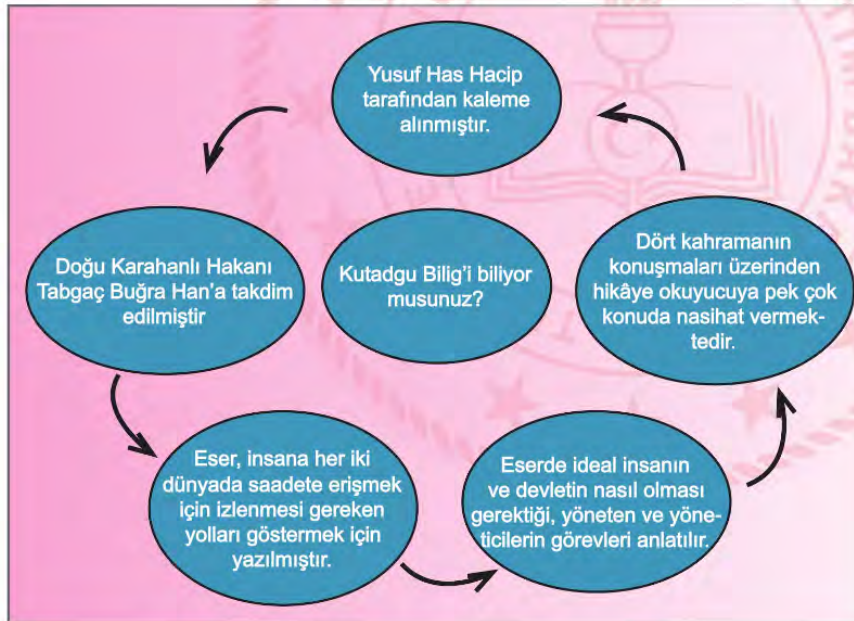 Yusuf Has Hacip
tarafından kaleme
alınmıştır.
Doğu Karahanlı Hakanı
Tabgaç Buğra Han'a takdim
edilmiştir
Kutadgu Bilig'i biliyor
musunuz?
Dört kahramanın
konuşmaları üzerinden
hikâye okuyucuya pek çok
konuda nasihat vermek-
tedir.
Eser, insana her iki
dünyada saadete erişmek
için izlenmesi gereken
yolları göstermek için
yazılmıştır.
Eserde ideal insanın
ve devletin nasıl olması
gerektiği, yöneten ve yöne-
ticilerin görevleri anlatılır.